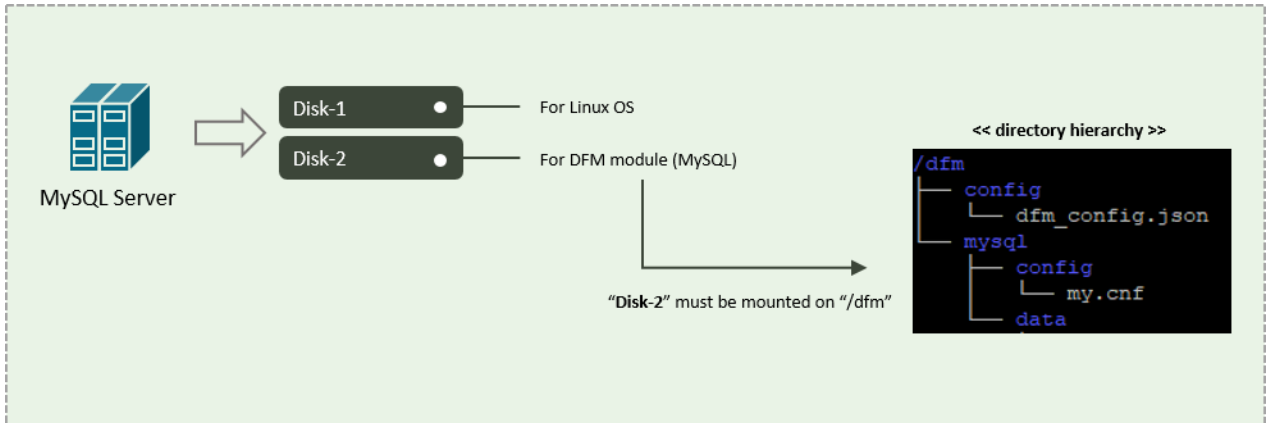 MySQL Server
Disk-1
For Linux OS
Disk-2
For DFM module (MySQL)
“Disk-2” must be mounted on “/dfm”
<< directory hierarchy >>
/dfm
├── config
│   └── dfm_config.json
└── mysql
    ├── config
    │   └── my.cnf
    └── data